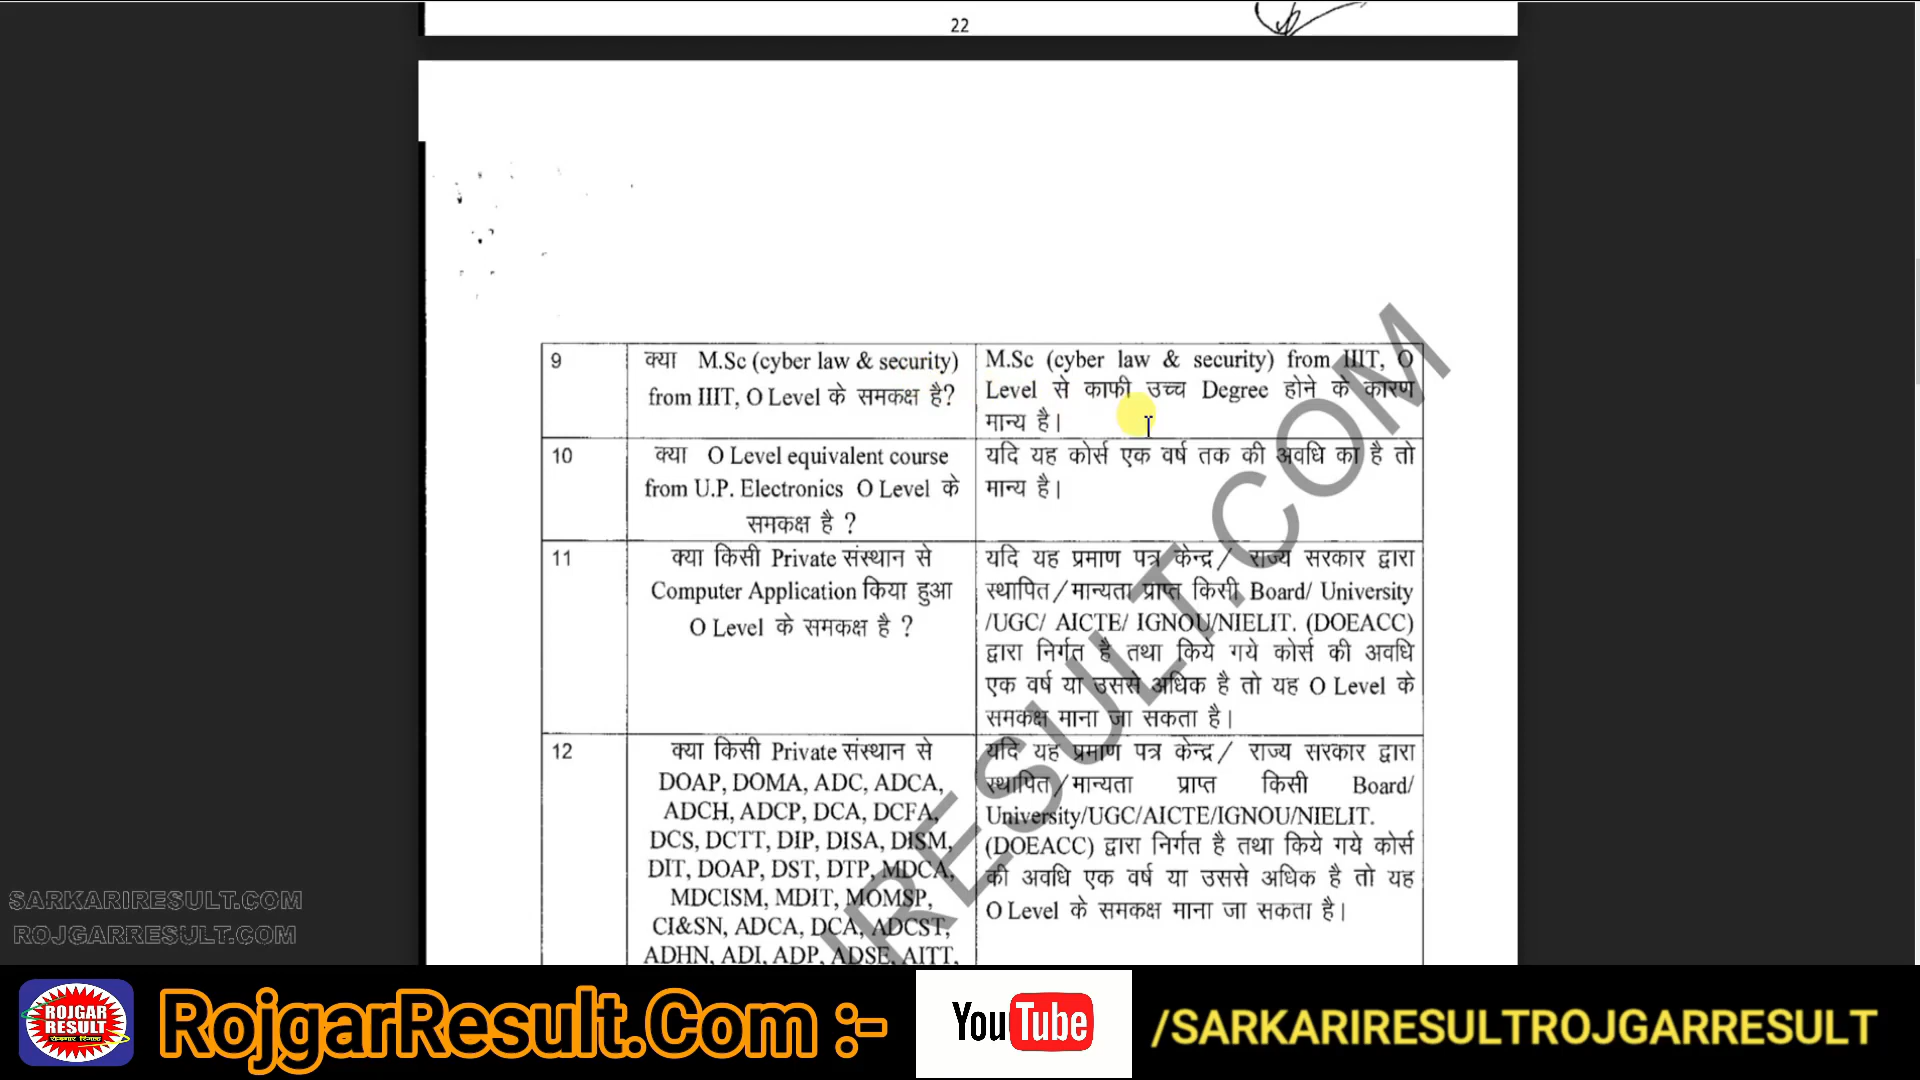 22
9
क्या M.Sc (cyber law & security)
from IIIT, O Level के समकक्ष है?
M.Sc (cyber law & security) from IIIT, O
Level से काफी उच्च Degree होने के कारण
मान्य है।
10
क्या O Level equivalent course
from U.P. Electronics O Level के
समकक्ष है ?
यदि यह कोर्स एक वर्ष तक की अवधि का है तो
मान्य है।
11
क्या किसी Private संस्थान से
Computer Application किया हुआ
O Level के समकक्ष है ?
यदि यह प्रमाण पत्र केन्द्र/ राज्य सरकार द्वारा
स्थापित/मान्यता प्राप्त किसी Board/ University
/UGC/ AICTE/ IGNOU/NIELIT. (DOEACC)
द्वारा निर्गत है तथा किये गये कोर्स की अवधि
एक वर्ष या उससे अधिक है तो यह O Level के
समकक्ष माना जा सकता है।
12
क्या किसी Private संस्थान से
DOAP, DOMA, ADC, ADCA,
ADCH, ADCP, DCA, DCFA,
DCS, DCTT, DIP, DISA, DISM,
DIT, DOAP, DST, DTP, MDCA,
MDCISM, MDIT, MOMSP,
CI&SN, ADCA, DCA, ADCST,
ADHN, ADI, ADP, ADSE, AITT,
यदि यह प्रमाण पत्र केन्द्र/ राज्य सरकार द्वारा
स्थापित/मान्यता प्राप्त किसी Board/
University/UGC/AICTE/IGNOU/NIELIT.
(DOEACC) द्वारा निर्गत है तथा किये गये कोर्स
की अवधि एक वर्ष या उससे अधिक है तो यह
O Level के समकक्ष माना जा सकता है।
IRESULT.COM
SARKARIRESULT.COM
ROJGARRESULT.COM
ROJGAR
RESULT
रोजगार रिजल्ट
RojgarResult.Com :-
YouTube
/SARKARIRESULTROJGARRESULT